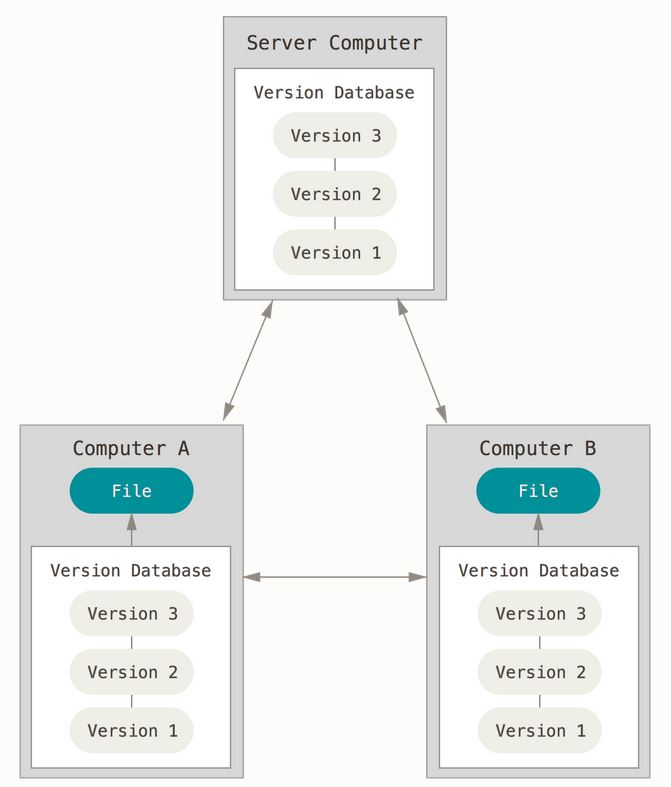 Server Computer
Version Database
Version 3
Version 2
Version 1
Computer A
File
Version Database
Version 3
Version 2
Version 1
Computer B
File
Version Database
Version 3
Version 2
Version 1